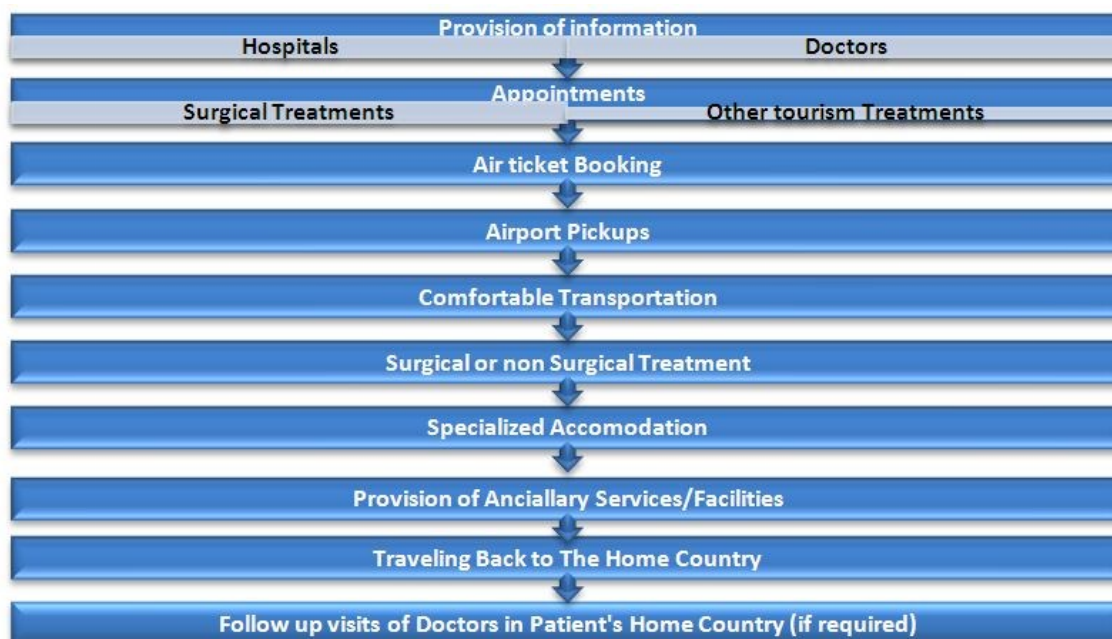 Provision of information
Hospitals Doctors
Appointments
Surgical Treatments Other tourism Treatments
Air ticket Booking
Airport Pickups
Comfortable Transportation
Surgical or non Surgical Treatment
Specialized Accomodation
Provision of Anciallary Services/Facilities
Traveling Back to The Home Country
Follow up visits of Doctors in Patient's Home Country (if required)